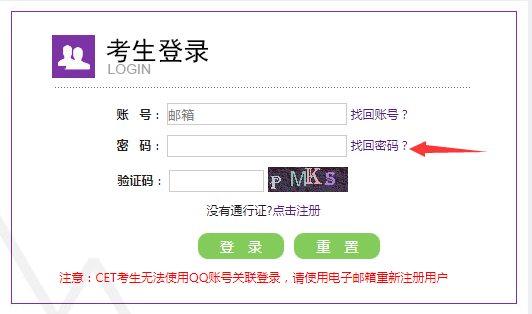 考生登录
LOGIN
账 号： 邮箱 找回账号？
密 码： 找回密码？
验证码： PMKS
没有通行证?点击注册
登 录 重 置
注意：CET考生无法使用QQ账号关联登录，请使用电子邮箱重新注册用户